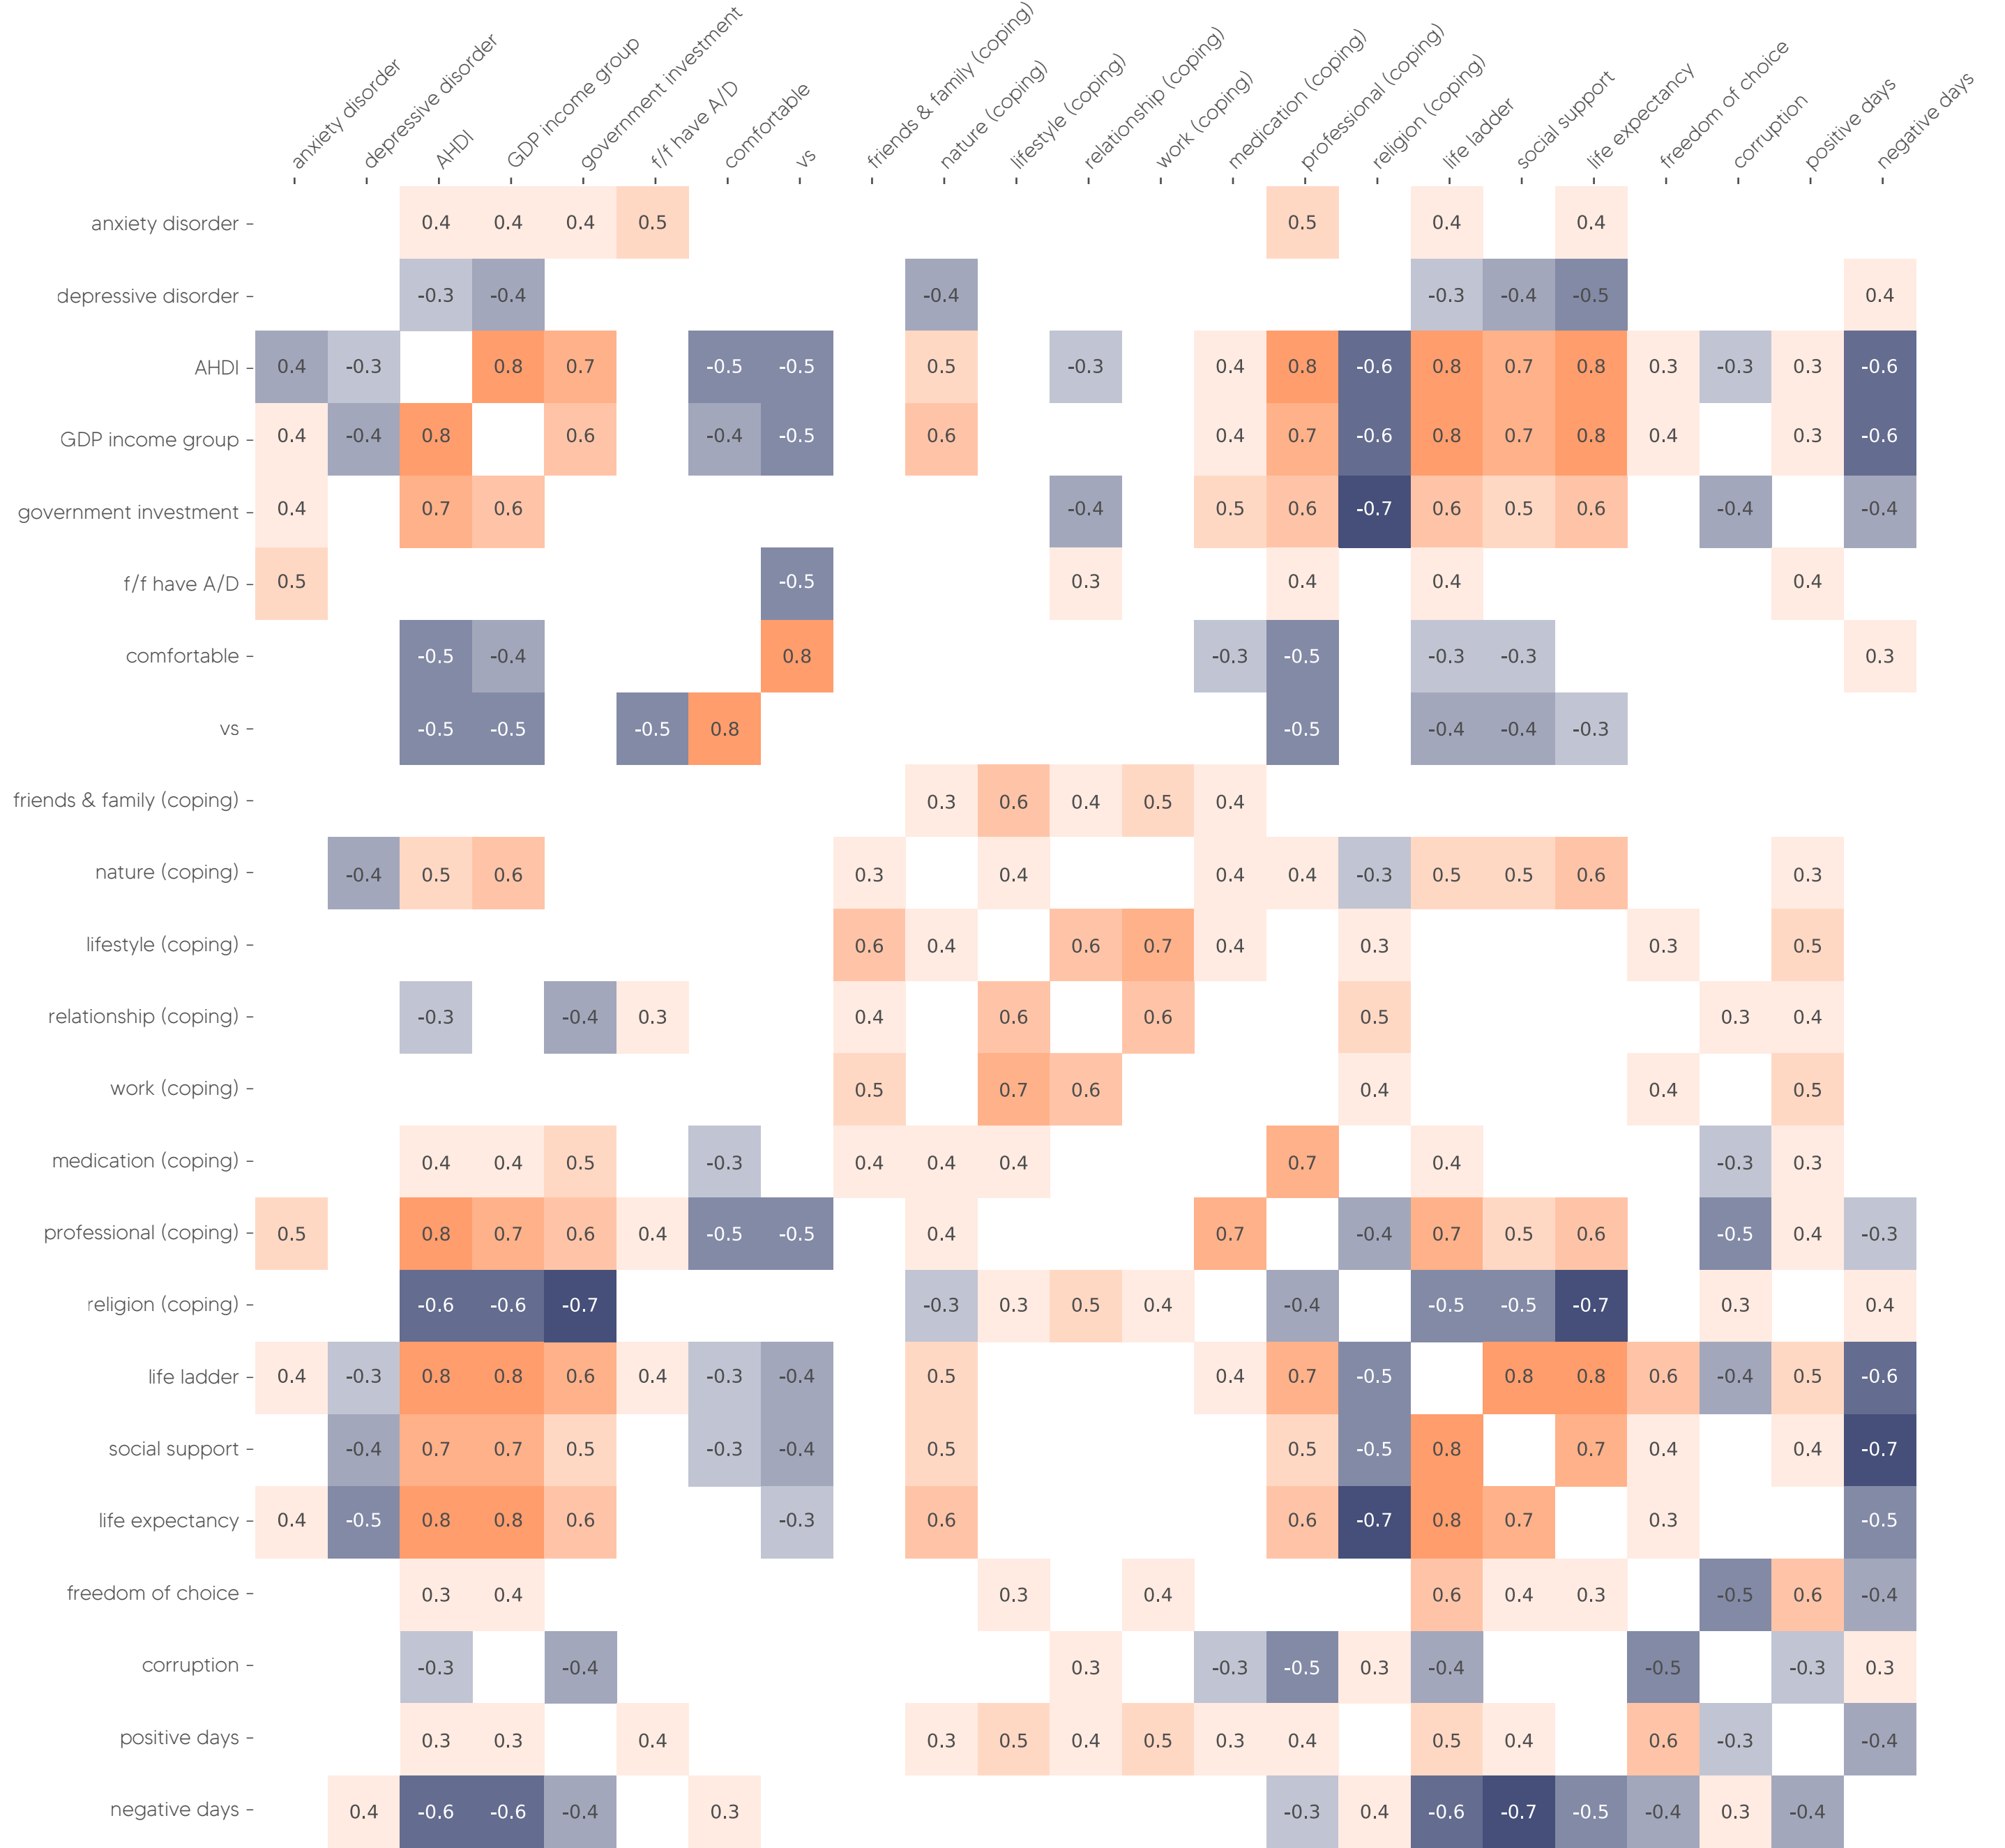 anxiety disorder
depressive disorder
AHDI
GDP income group
government investment
f/f have A/D
comfortable
vs
friends & family (coping)
nature (coping)
lifestyle (coping)
relationship (coping)
work (coping)
medication (coping)
professional (coping)
religion (coping)
life ladder
social support
life expectancy
freedom of choice
corruption
positive days
negative days
anxiety disorder 0.4 0.4 0.4 0.5 0.5 0.4 0.4
depressive disorder -0.3 -0.4 -0.4 -0.3 -0.4 -0.5 0.4
AHDI 0.4 -0.3 0.8 0.7 -0.5 -0.5 0.5 -0.3 0.4 0.8 -0.6 0.8 0.7 0.8 0.3 -0.3 0.3 -0.6
GDP income group 0.4 -0.4 0.8 0.6 -0.4 -0.5 0.6 0.4 0.7 -0.6 0.8 0.7 0.8 0.4 0.3 -0.6
government investment 0.4 0.7 0.6 -0.4 0.5 0.6 -0.7 0.6 0.5 0.6 -0.4 -0.4
f/f have A/D 0.5 -0.5 0.3 0.4 0.4 0.4
comfortable -0.5 -0.4 0.8 -0.3 -0.5 -0.3 -0.3 0.3
vs -0.5 -0.5 -0.5 0.8 -0.5 -0.4 -0.4 -0.3
friends & family (coping) 0.3 0.6 0.4 0.5 0.4
nature (coping) -0.4 0.5 0.6 0.3 0.4 0.4 0.4 -0.3 0.5 0.5 0.6 0.3
lifestyle (coping) 0.6 0.4 0.6 0.7 0.4 0.3 0.3 0.5
relationship (coping) -0.3 -0.4 0.3 0.4 0.6 0.6 0.5 0.3 0.4
work (coping) 0.5 0.7 0.6 0.4 0.4 0.5
medication (coping) 0.4 0.4 0.5 -0.3 0.4 0.4 0.4 0.7 0.4 -0.3 0.3
professional (coping) 0.5 0.8 0.7 0.6 0.4 -0.5 -0.5 0.4 0.7 -0.4 0.7 0.5 0.6 -0.5 0.4 -0.3
religion (coping) -0.6 -0.6 -0.7 -0.3 0.3 0.5 0.4 -0.4 -0.5 -0.5 -0.7 0.3 0.4
life ladder 0.4 -0.3 0.8 0.8 0.6 0.4 -0.3 -0.4 0.5 0.4 0.7 -0.5 0.8 0.8 0.6 -0.4 0.5 -0.6
social support -0.4 0.7 0.7 0.5 -0.3 -0.4 0.5 0.5 -0.5 0.8 0.7 0.4 0.4 -0.7
life expectancy 0.4 -0.5 0.8 0.8 0.6 -0.3 0.6 0.6 -0.7 0.8 0.7 0.3 -0.5
freedom of choice 0.3 0.4 0.3 0.4 0.6 0.4 0.3 -0.5 0.6 -0.4
corruption -0.3 -0.4 0.3 -0.3 -0.5 0.3 -0.4 -0.5 -0.3 0.3
positive days 0.3 0.3 0.4 0.3 0.5 0.4 0.5 0.3 0.4 0.5 0.4 0.6 -0.3 -0.4
negative days 0.4 -0.6 -0.6 -0.4 0.3 -0.3 0.4 -0.6 -0.7 -0.5 -0.4 0.3 -0.4